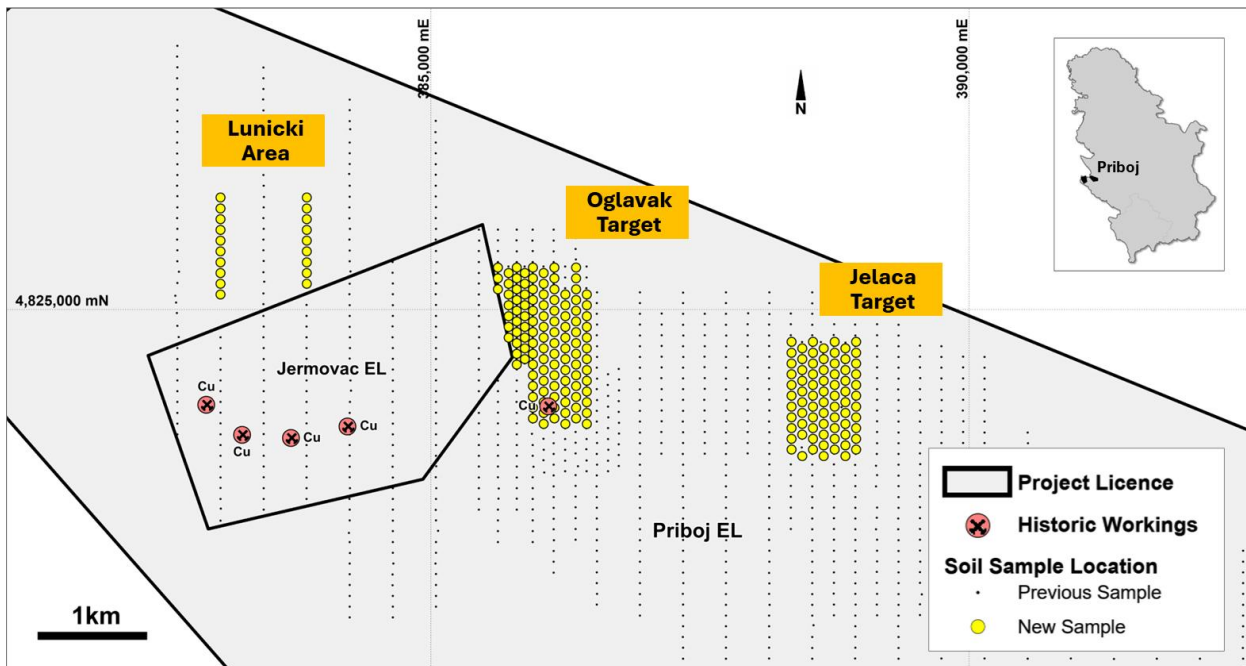 385,000 mE
390,000 mE
N
Priboj
Lunicki
Area
Oglavak
Target
Jelaca
Target
4,825,000 mN
Jermovac EL
Cu
Cu
Cu
Cu
Cu
Priboj EL
1km
Project Licence
Historic Workings
Soil Sample Location
Previous Sample
New Sample